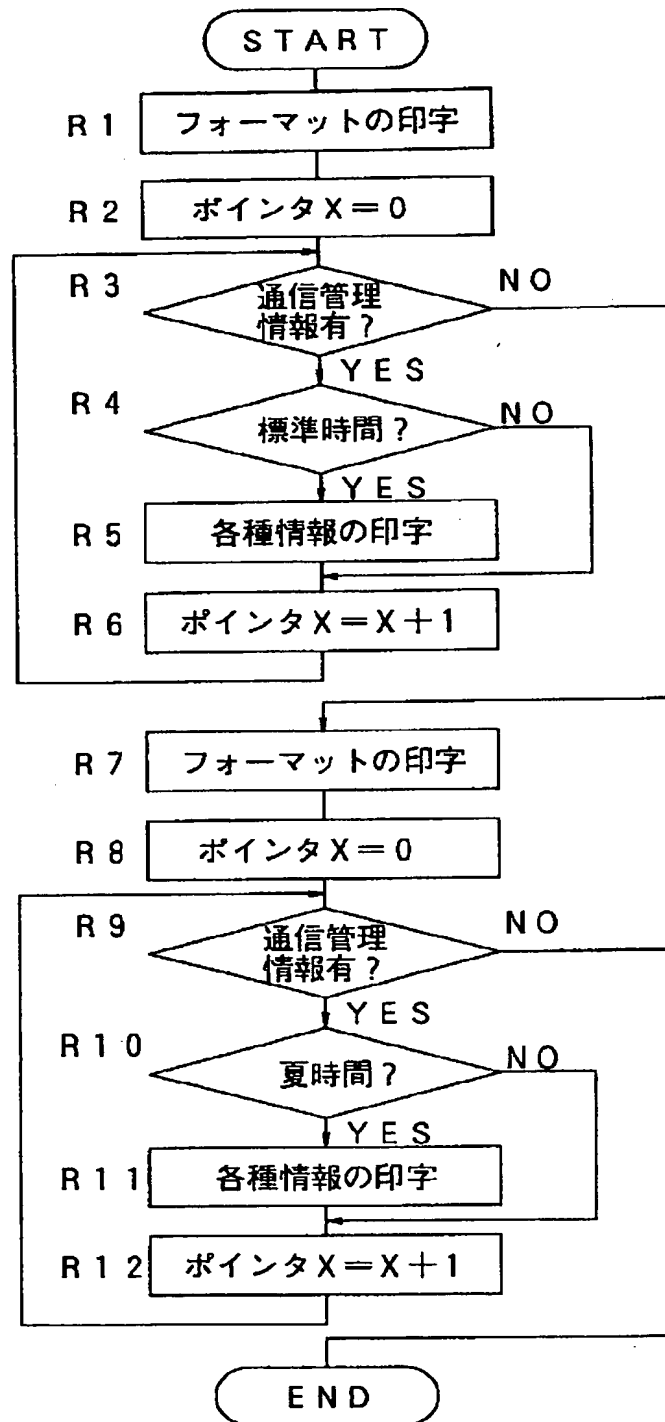 START
R1 フォーマットの印字
R2 ポインタX=0
R3 通信管理
情報有? NO
YES
R4 標準時間? NO
YES
R5 各種情報の印字
R6 ポインタX=X+1
R7 フォーマットの印字
R8 ポインタX=0
R9 通信管理
情報有? NO
YES
R10 夏時間? NO
YES
R11 各種情報の印字
R12 ポインタX=X+1
END